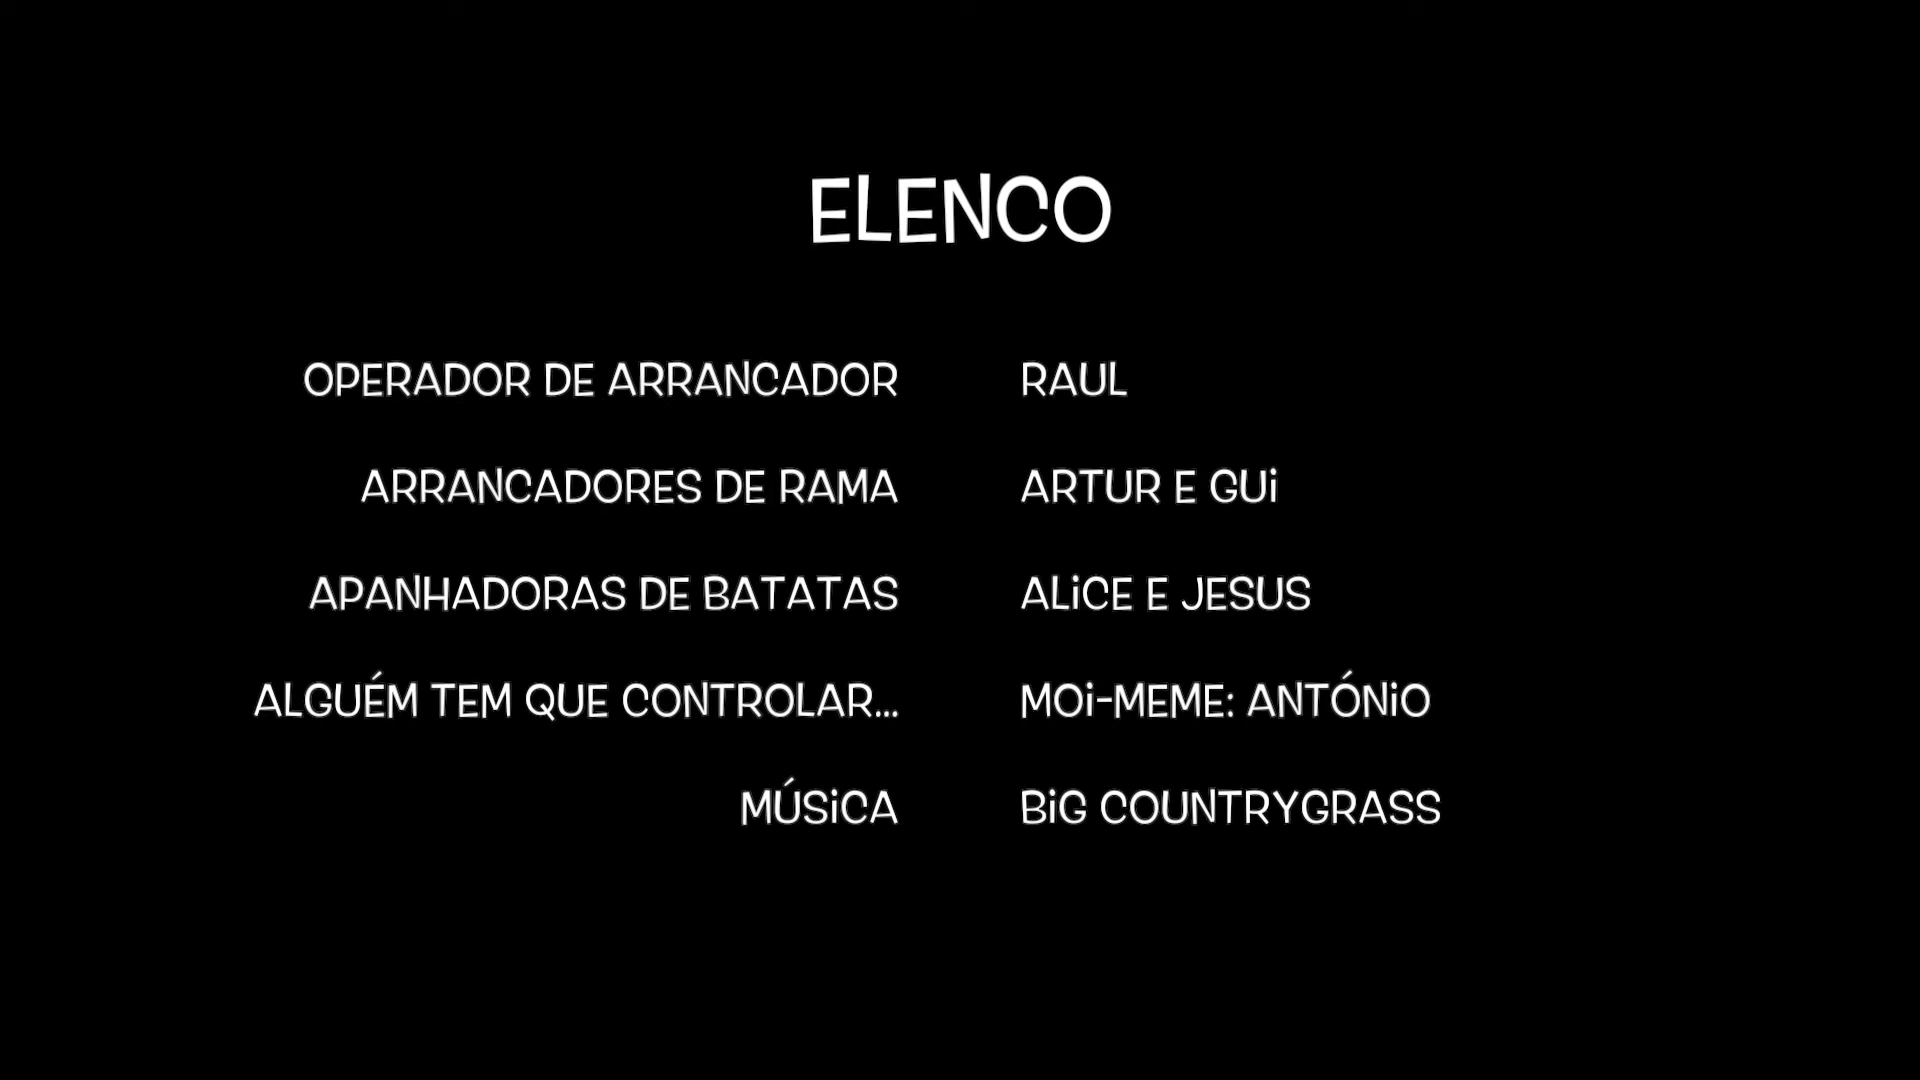 ELENCO
OPERADOR DE ARRANCADOR RAUL
ARRANCADORES DE RAMA ARTUR E GUi
APANHADORAS DE BATATAS ALiCE E JESUS
ALGUÉM TEM QUE CONTROLAR... MOi-MEME: ANTÓNiO
MÚSiCA BiG COUNTRYGRASS